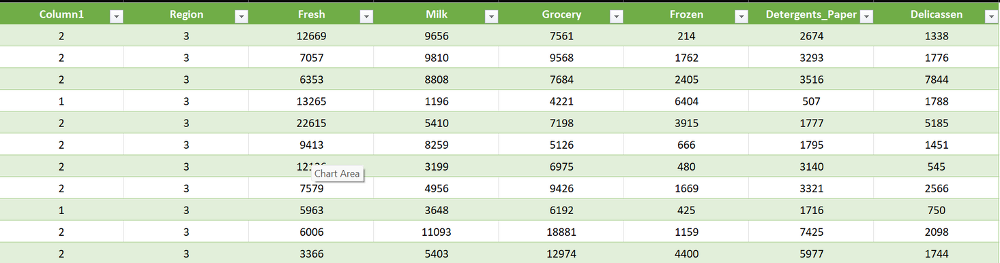 Column1 Region Fresh Milk Grocery Frozen Detergents_Paper Delicassen
2 3 12669 9656 7561 214 2674 1338
2 3 7057 9810 9568 1762 3293 1776
2 3 6353 8808 7684 2405 3516 7844
1 3 13265 1196 4221 6404 507 1788
2 3 22615 5410 7198 3915 1777 5185
2 3 9413 8259 5126 666 1795 1451
2 3 3199 6975 480 3140 545
Chart Area
2 3 7579 4956 9426 1669 3321 2566
1 3 5963 3648 6192 425 1716 750
2 3 6006 11093 18881 1159 7425 2098
2 3 3366 5403 12974 4400 5977 1744